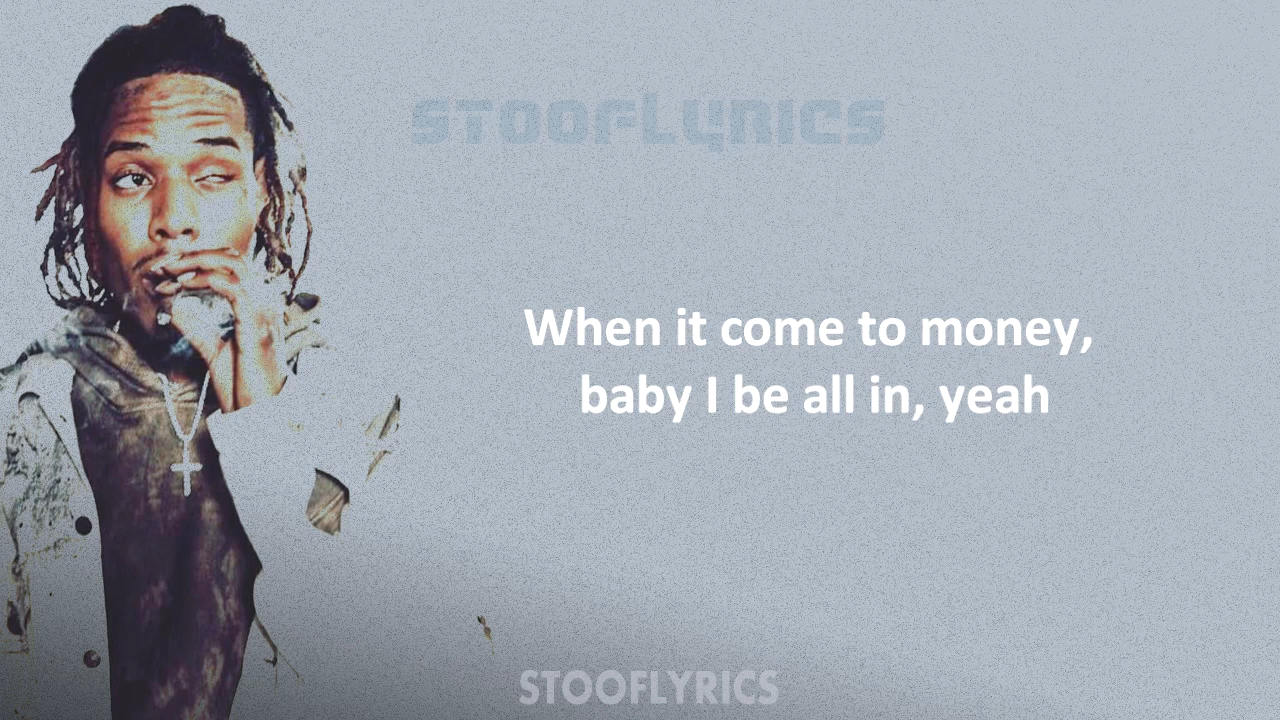 STOOFLYRICS
When it come to money,
baby I be all in, yeah
STOOFLYRICS